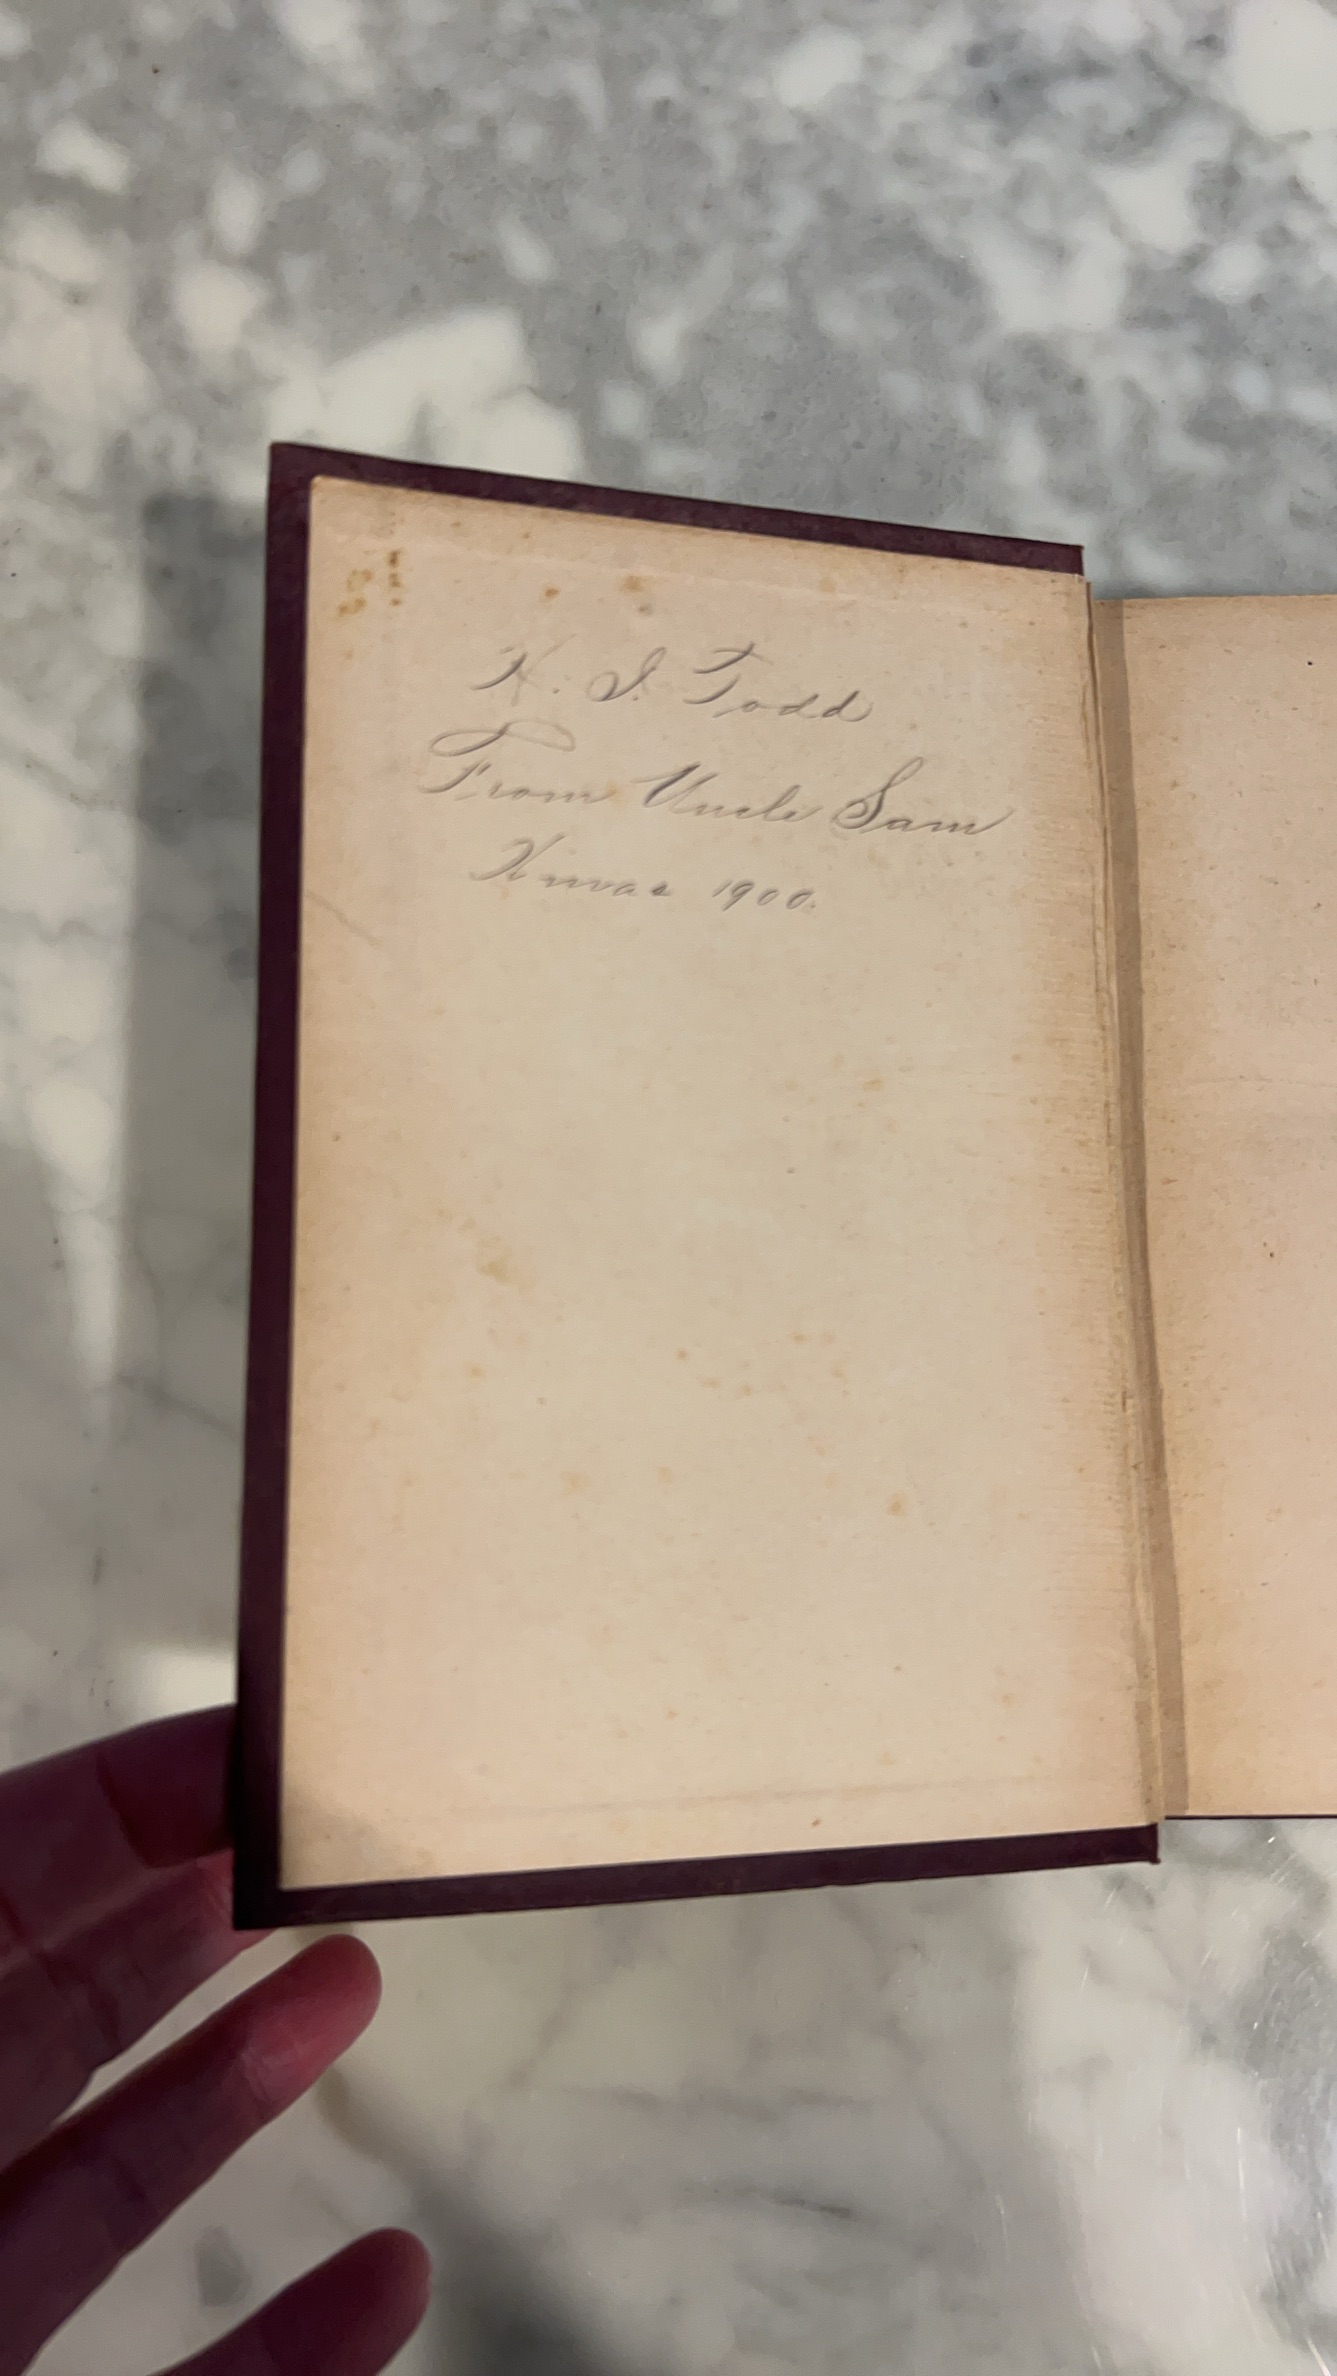 H. I. Todd
From Uncle Sam
Xmas 1900.